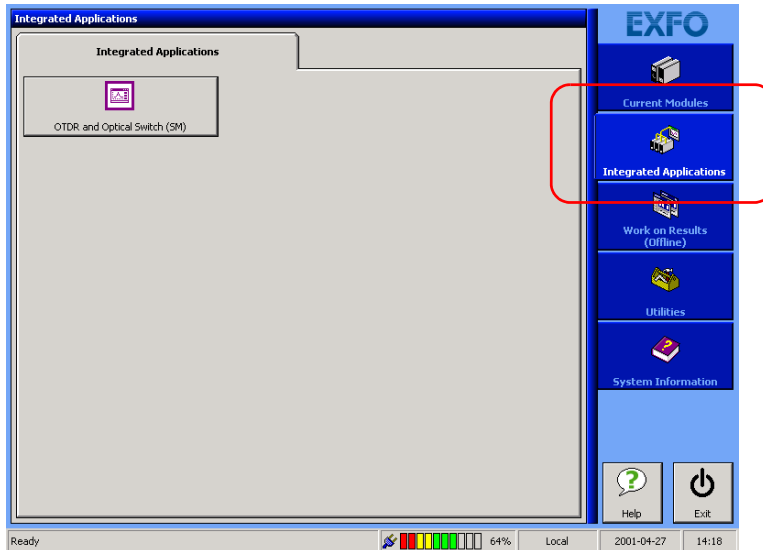 Integrated Applications
EXFO
Integrated Applications
OTDR and Optical Switch (SM)
Current Modules
Integrated Applications
Work on Results
(Offline)
Utilities
System Information
Help
Exit
Ready
64%
Local
2001-04-27
14:18